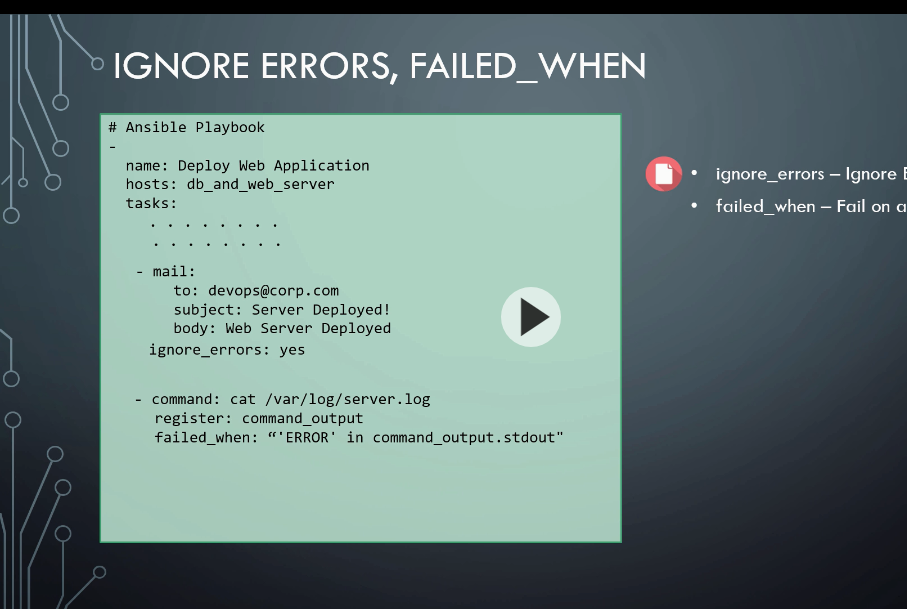 IGNORE ERRORS, FAILED_WHEN
# Ansible Playbook
-
name: Deploy Web Application
hosts: db_and_web_server
tasks:
. . . . . . . .
. . . . . . . .
- mail:
to: devops@corp.com
subject: Server Deployed!
body: Web Server Deployed
ignore_errors: yes
- command: cat /var/log/server.log
register: command_output
failed_when: “'ERROR' in command_output.stdout"
• ignore_errors – Ignore
• failed_when – Fail on